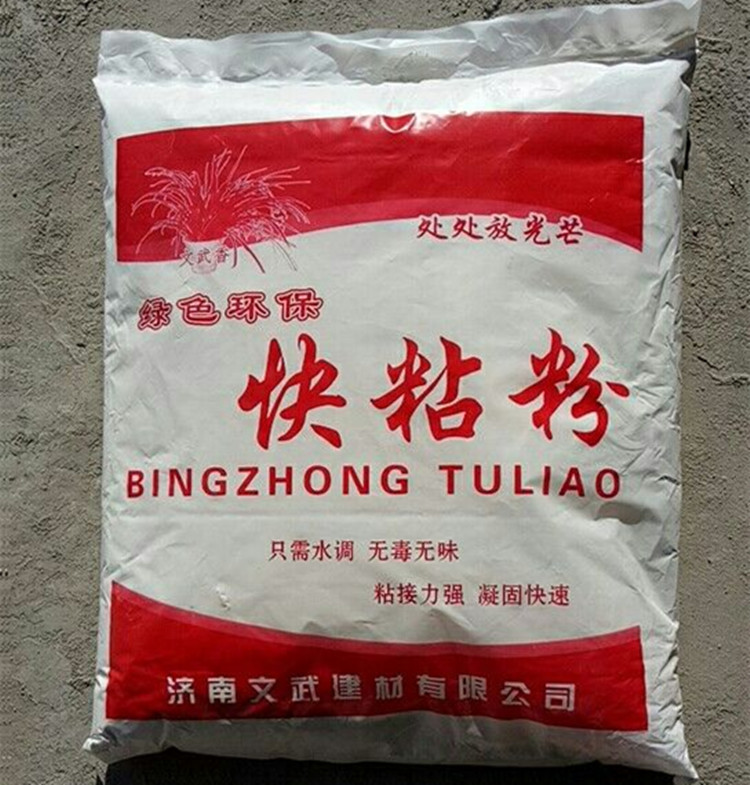 处处放光芒
文武香
绿色环保
快粘粉
BINGZHONG TULIAO
只需水调 无毒无味
粘接力强 凝固快速
济南文武建材有限公司